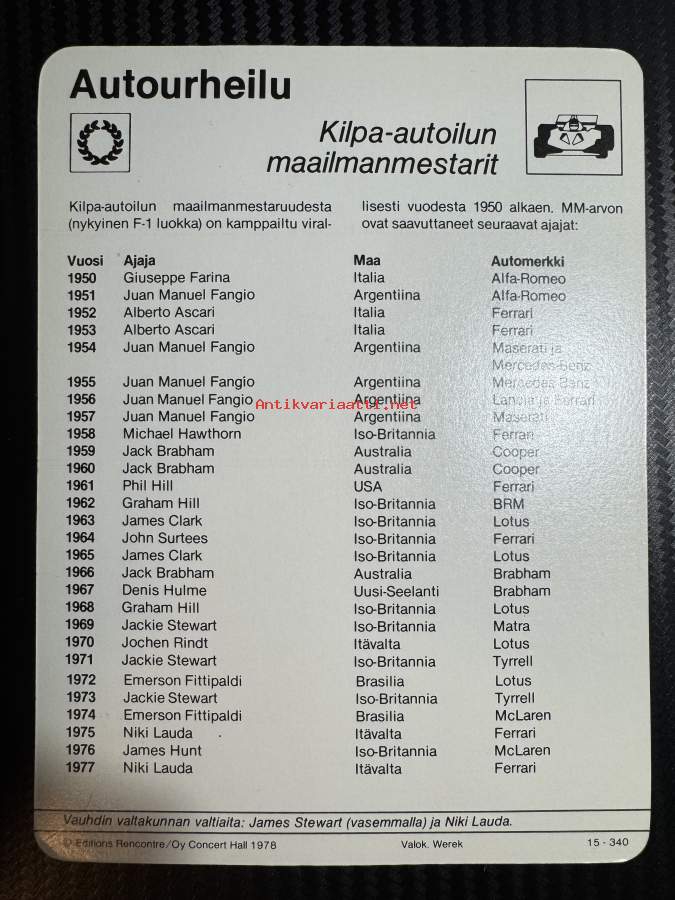 Autourheilu
Kilpa-autoilun
maailmanmestarit
Kilpa-autoilun maailmanmestaruudesta
(nykyinen F-1 luokka) on kamppailtu viral-
lisesti vuodesta 1950 alkaen. MM-arvon
ovat saavuttaneet seuraavat ajajat:
Vuosi Ajaja Maa Automerkki
1950 Giuseppe Farina Italia Alfa-Romeo
1951 Juan Manuel Fangio Argentiina Alfa-Romeo
1952 Alberto Ascari Italia Ferrari
1953 Alberto Ascari Italia Ferrari
1954 Juan Manuel Fangio Argentiina Maserati ja
Mercedes-Benz
1955 Juan Manuel Fangio Argentiina Mercedes-Benz
1956 Juan Manuel Fangio Argentiina Lancia ja Ferrari
Antikvariaatti.net
1957 Juan Manuel Fangio Argentiina Maserati
1958 Michael Hawthorn Iso-Britannia Ferrari
1959 Jack Brabham Australia Cooper
1960 Jack Brabham Australia Cooper
1961 Phil Hill USA Ferrari
1962 Graham Hill Iso-Britannia BRM
1963 James Clark Iso-Britannia Lotus
1964 John Surtees Iso-Britannia Ferrari
1965 James Clark Iso-Britannia Lotus
1966 Jack Brabham Australia Brabham
1967 Denis Hulme Uusi-Seelanti Brabham
1968 Graham Hill Iso-Britannia Lotus
1969 Jackie Stewart Iso-Britannia Matra
1970 Jochen Rindt Itävalta Lotus
1971 Jackie Stewart Iso-Britannia Tyrrell
1972 Emerson Fittipaldi Brasilia Lotus
1973 Jackie Stewart Iso-Britannia Tyrrell
1974 Emerson Fittipaldi Brasilia McLaren
1975 Niki Lauda Itävalta Ferrari
1976 James Hunt Iso-Britannia McLaren
1977 Niki Lauda Itävalta Ferrari
Vauhdin valtakunnan valtiaita: James Stewart (vasemmalla) ja Niki Lauda.
© Editions Rencontre/Oy Concert Hall 1978 Valok. Werek 15 - 340